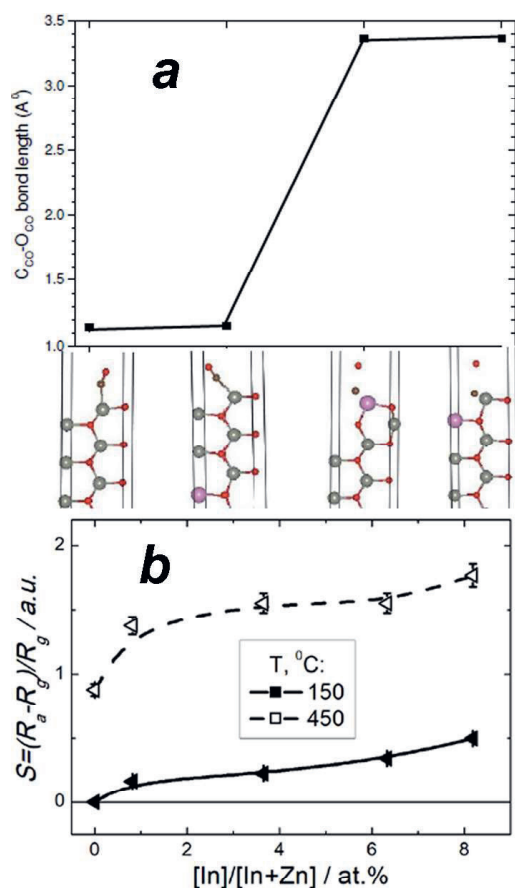 a
3.5
3.0
2.5
2.0
1.5
1.0
C_CO-O_CO bond length (A⁰)
b
2
1
0
S=(R_a-R_g)/R_g / a.u.
T, ⁰C:
150
450
0 2 4 6 8
[In]/[In+Zn] / at.%